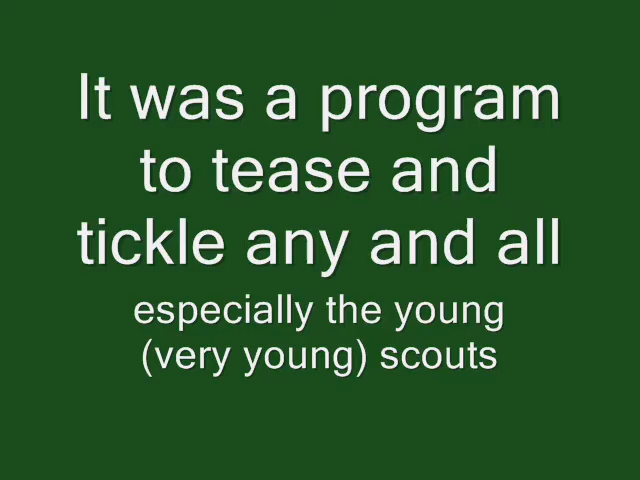 It was a program
to tease and
tickle any and all
especially the young
(very young) scouts